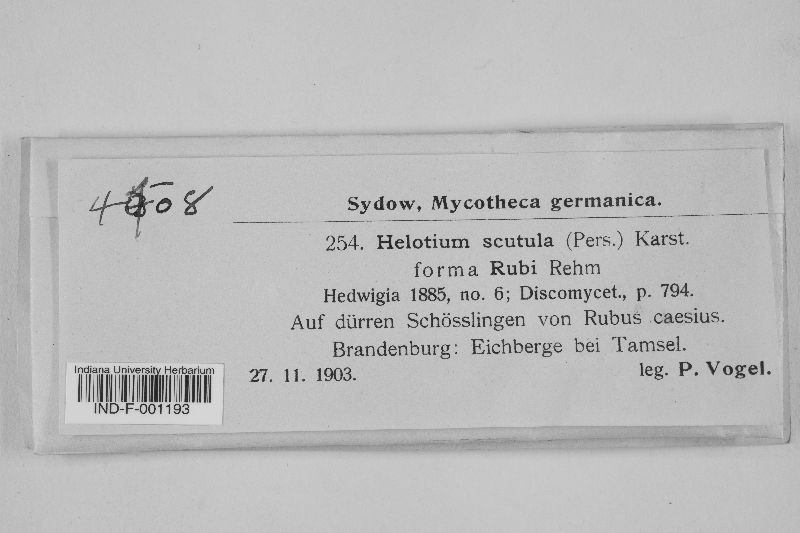 Sydow, Mycotheca germanica.
254. Helotium scutula (Pers.) Karst.
forma Rubi Rehm
Hedwigia 1885, no. 6; Discomycet., p. 794.
Auf dürren Schösslingen von Rubus caesius.
Brandenburg: Eichberge bei Tamsel.
27. 11. 1903. leg. P. Vogel.
Indiana University Herbarium
IND-F-001193